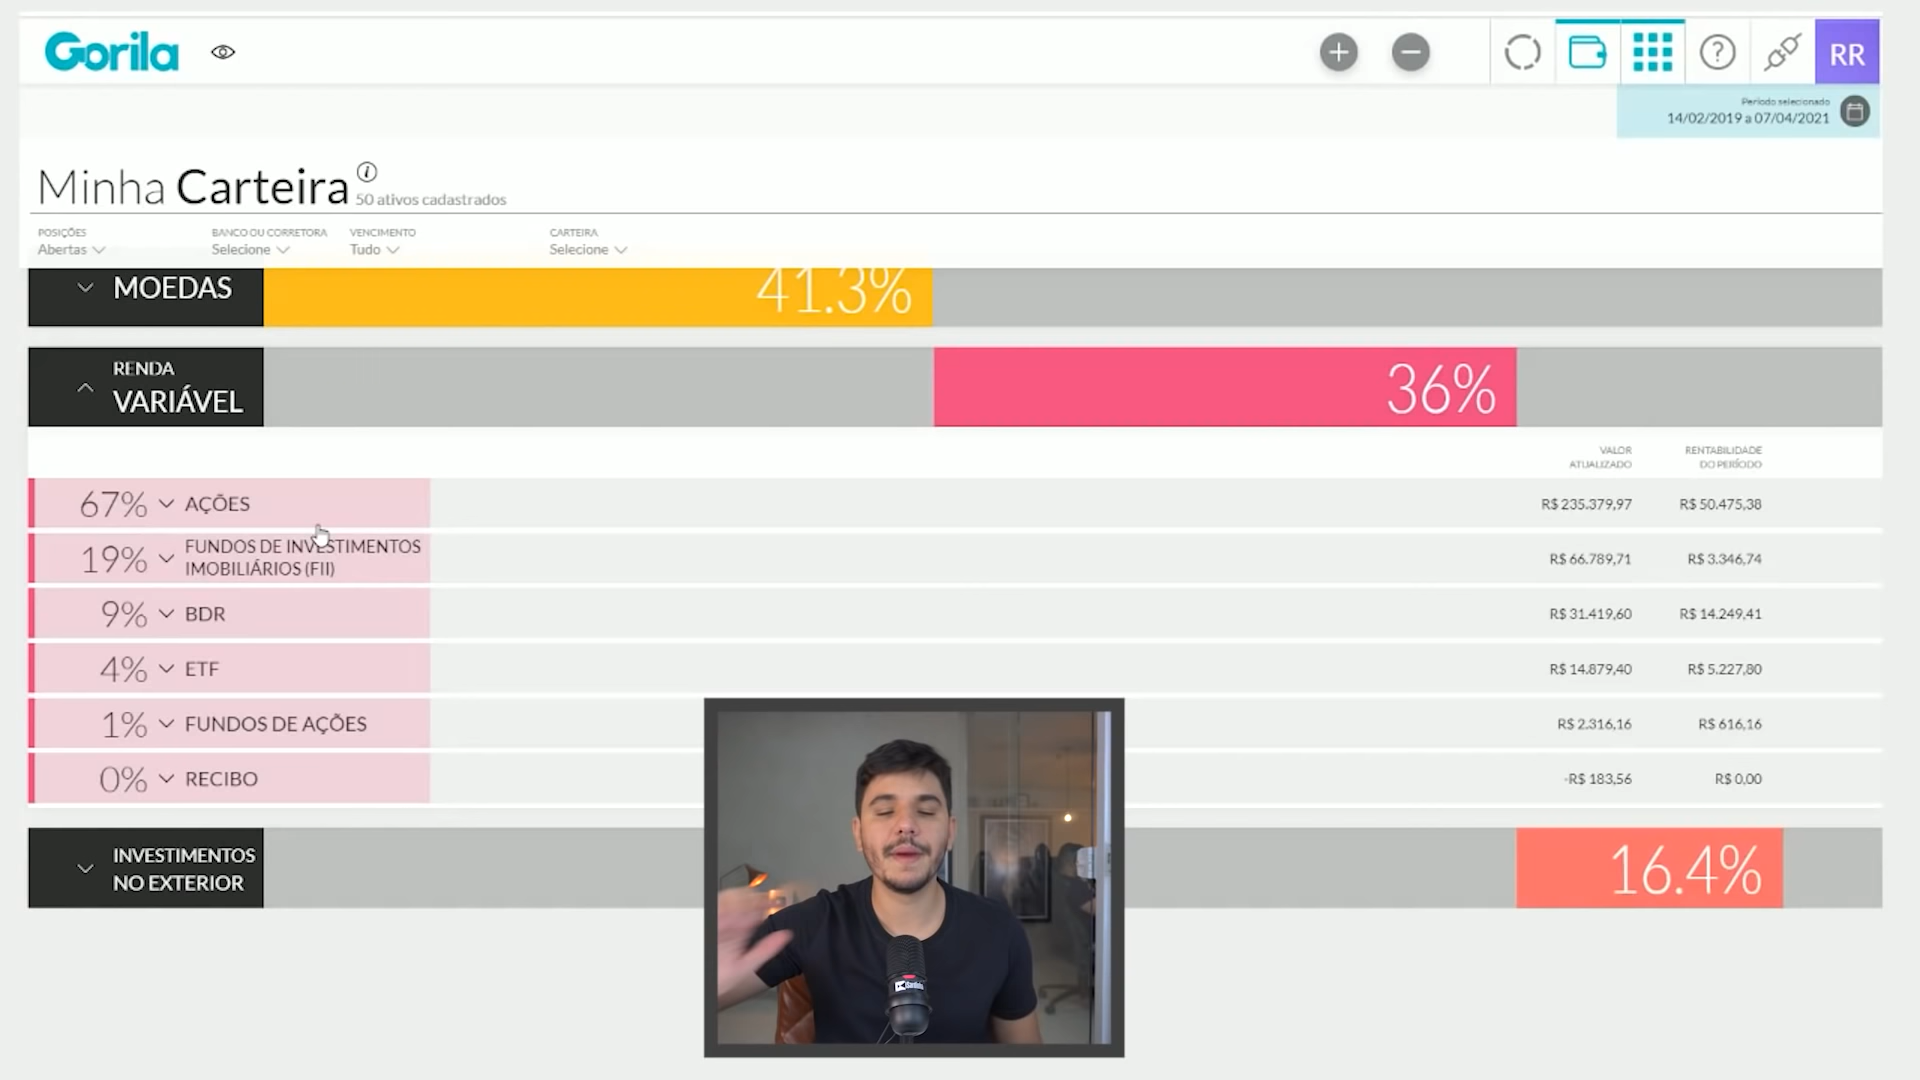 Gorila
RR
Período selecionado
14/02/2019 a 07/04/2021
Minha Carteira
50 ativos cadastrados
POSIÇÕES
Abertas
BANCO OU CORRETORA
Selecione
VENCIMENTO
Tudo
CARTEIRA
Selecione
MOEDAS
41.3%
RENDA
VARIÁVEL
36%
VALOR
ATUALIZADO
RENTABILIDADE
DO PERÍODO
67% AÇÕES R$ 235.379,97 R$ 50.475,38
19% FUNDOS DE INVESTIMENTOS
IMOBILIÁRIOS (FII) R$ 66.789,71 R$ 3.346,74
9% BDR R$ 31.419,60 R$ 14.249,41
4% ETF R$ 14.879,40 R$ 5.227,80
1% FUNDOS DE AÇÕES R$ 2.316,16 R$ 616,16
0% RECIBO -R$ 183,56 R$ 0,00
INVESTIMENTOS
NO EXTERIOR
16.4%